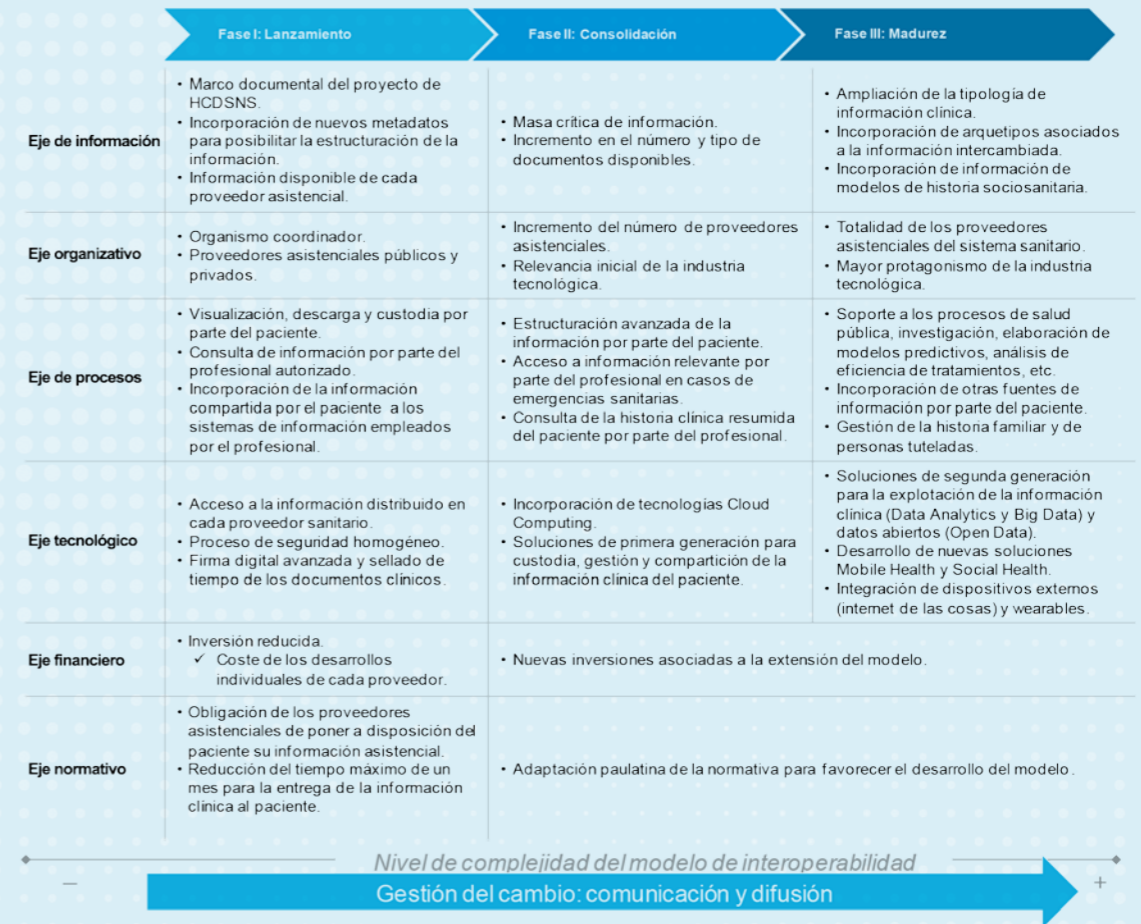 Fase I: Lanzamiento
Fase II: Consolidación
Fase III: Madurez
Eje de información
• Marco documental del proyecto de
HCDSNS.
• Incorporación de nuevos metadatos
para posibilitar la estructuración de la
información.
• Información disponible de cada
proveedor asistencial.
• Masa crítica de información.
• Incremento en el número y tipo de
documentos disponibles.
• Ampliación de la tipología de
información clínica.
• Incorporación de arquetipos asociados
a la información intercambiada.
• Incorporación de información de
modelos de historia sociosanitaria.
Eje organizativo
• Organismo coordinador.
• Proveedores asistenciales públicos y
privados.
• Incremento del número de proveedores
asistenciales.
• Relevancia inicial de la industria
tecnológica.
• Totalidad de los proveedores
asistenciales del sistema sanitario.
• Mayor protagonismo de la industria
tecnológica.
Eje de procesos
• Visualización, descarga y custodia por
parte del paciente.
• Consulta de información por parte del
profesional autorizado.
• Incorporación de la información
compartida por el paciente a los
sistemas de información empleados
por el profesional.
• Estructuración avanzada de la
información por parte del paciente.
• Acceso a información relevante por
parte del profesional en casos de
emergencias sanitarias.
• Consulta de la historia clínica resumida
del paciente por parte del profesional.
• Soporte a los procesos de salud
pública, investigación, elaboración de
modelos predictivos, análisis de
eficiencia de tratamientos, etc.
• Incorporación de otras fuentes de
información por parte del paciente.
• Gestión de la historia familiar y de
personas tuteladas.
Eje tecnológico
• Acceso a la información distribuido en
cada proveedor sanitario.
• Proceso de seguridad homogéneo.
• Firma digital avanzada y sellado de
tiempo de los documentos clínicos.
• Incorporación de tecnologías Cloud
Computing.
• Soluciones de primera generación para
custodia, gestión y compartición de la
información clínica del paciente.
• Soluciones de segunda generación
para la explotación de la información
clínica (Data Analytics y Big Data) y
datos abiertos (Open Data).
• Desarrollo de nuevas soluciones
Mobile Health y Social Health.
• Integración de dispositivos externos
(internet de las cosas) y wearables.
Eje financiero
• Inversión reducida.
✓ Coste de los desarrollos
individuales de cada proveedor.
• Nuevas inversiones asociadas a la extensión del modelo.
Eje normativo
• Obligación de los proveedores
asistenciales de poner a disposición del
paciente su información asistencial.
• Reducción del tiempo máximo de un
mes para la entrega de la información
clínica al paciente.
• Adaptación paulatina de la normativa para favorecer el desarrollo del modelo.
Nivel de complejidad del modelo de interoperabilidad
– +
Gestión del cambio: comunicación y difusión